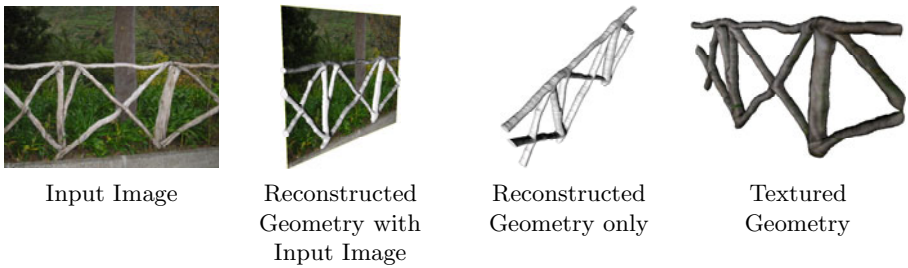 Input Image
Reconstructed
Geometry with
Input Image
Reconstructed
Geometry only
Textured
Geometry